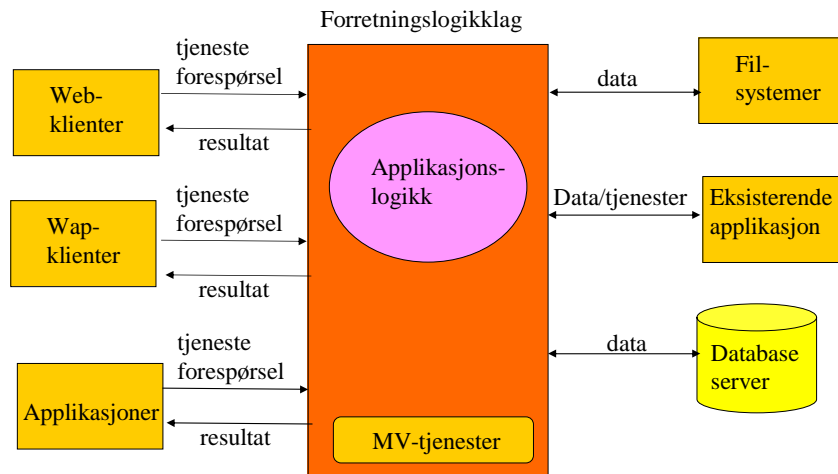 Forretningslogikklag
tjeneste
forespørsel
Web-
klienter
resultat
tjeneste
forespørsel
Wap-
klienter
resultat
tjeneste
forespørsel
Applikasjoner
resultat
Applikasjons-
logikk
MV-tjenester
data
Fil-
systemer
Data/tjenester
Eksisterende
applikasjon
data
Database
server